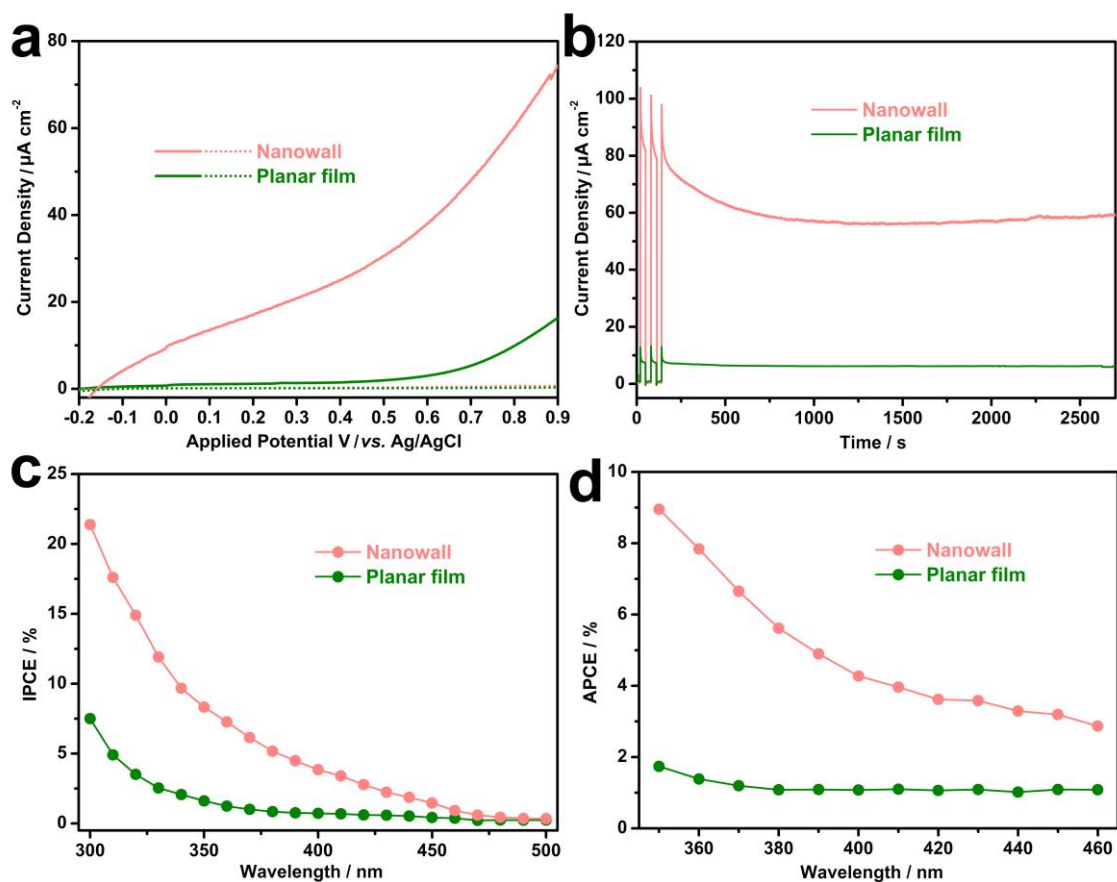 a
80
60
40
20
0
-0.2 -0.1 0.0 0.1 0.2 0.3 0.4 0.5 0.6 0.7 0.8 0.9
Current Density / µA cm-2
Applied Potential V / vs. Ag/AgCl
Nanowall
Planar film
b
120
100
80
60
40
20
0
0 500 1000 1500 2000 2500
Current Density / µA cm-2
Time / s
Nanowall
Planar film
c
25
20
15
10
5
0
300 350 400 450 500
IPCE / %
Wavelength / nm
Nanowall
Planar film
d
10
8
6
4
2
0
360 380 400 420 440 460
APCE / %
Wavelength / nm
Nanowall
Planar film